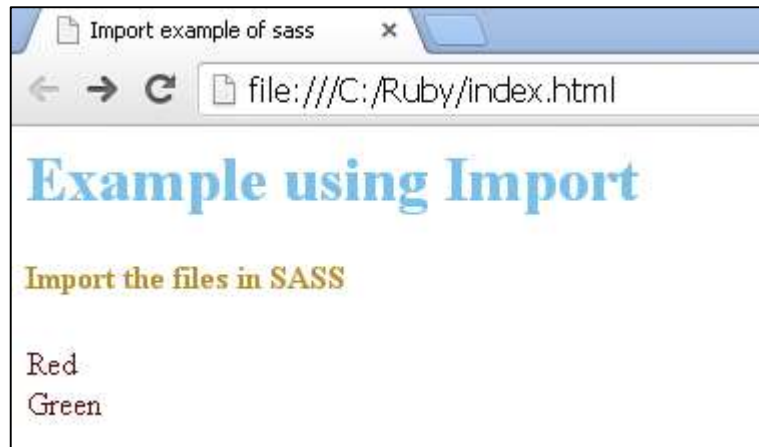 Import example of sass
file:///C:/Ruby/index.html
Example using Import
Import the files in SASS
Red
Green